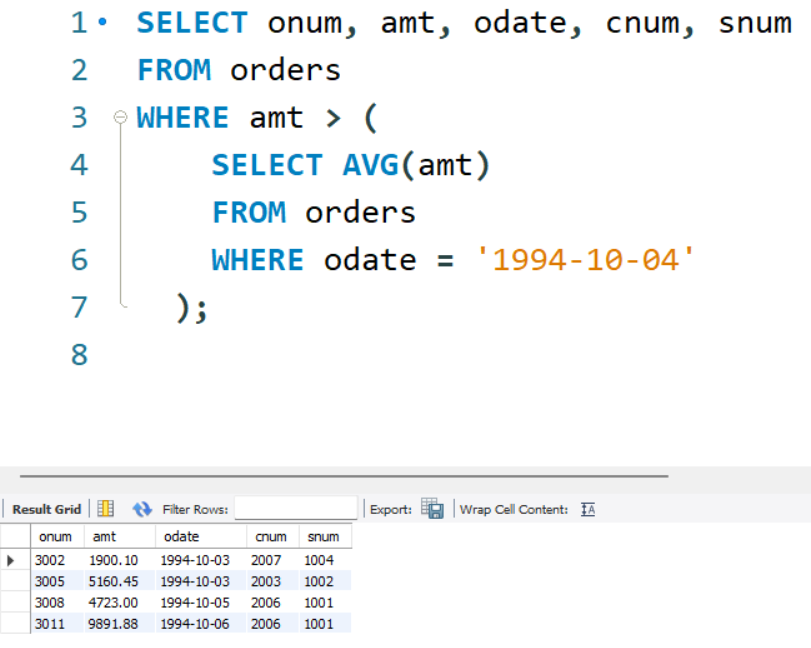 1 SELECT onum, amt, odate, cnum, snum
2 FROM orders
3 WHERE amt > (
4 SELECT AVG(amt)
5 FROM orders
6 WHERE odate = '1994-10-04'
7 );
8
Result Grid Filter Rows: Export: Wrap Cell Content: IA
onum amt odate cnum snum
3002 1900.10 1994-10-03 2007 1004
3005 5160.45 1994-10-03 2003 1002
3008 4723.00 1994-10-05 2006 1001
3011 9891.88 1994-10-06 2006 1001